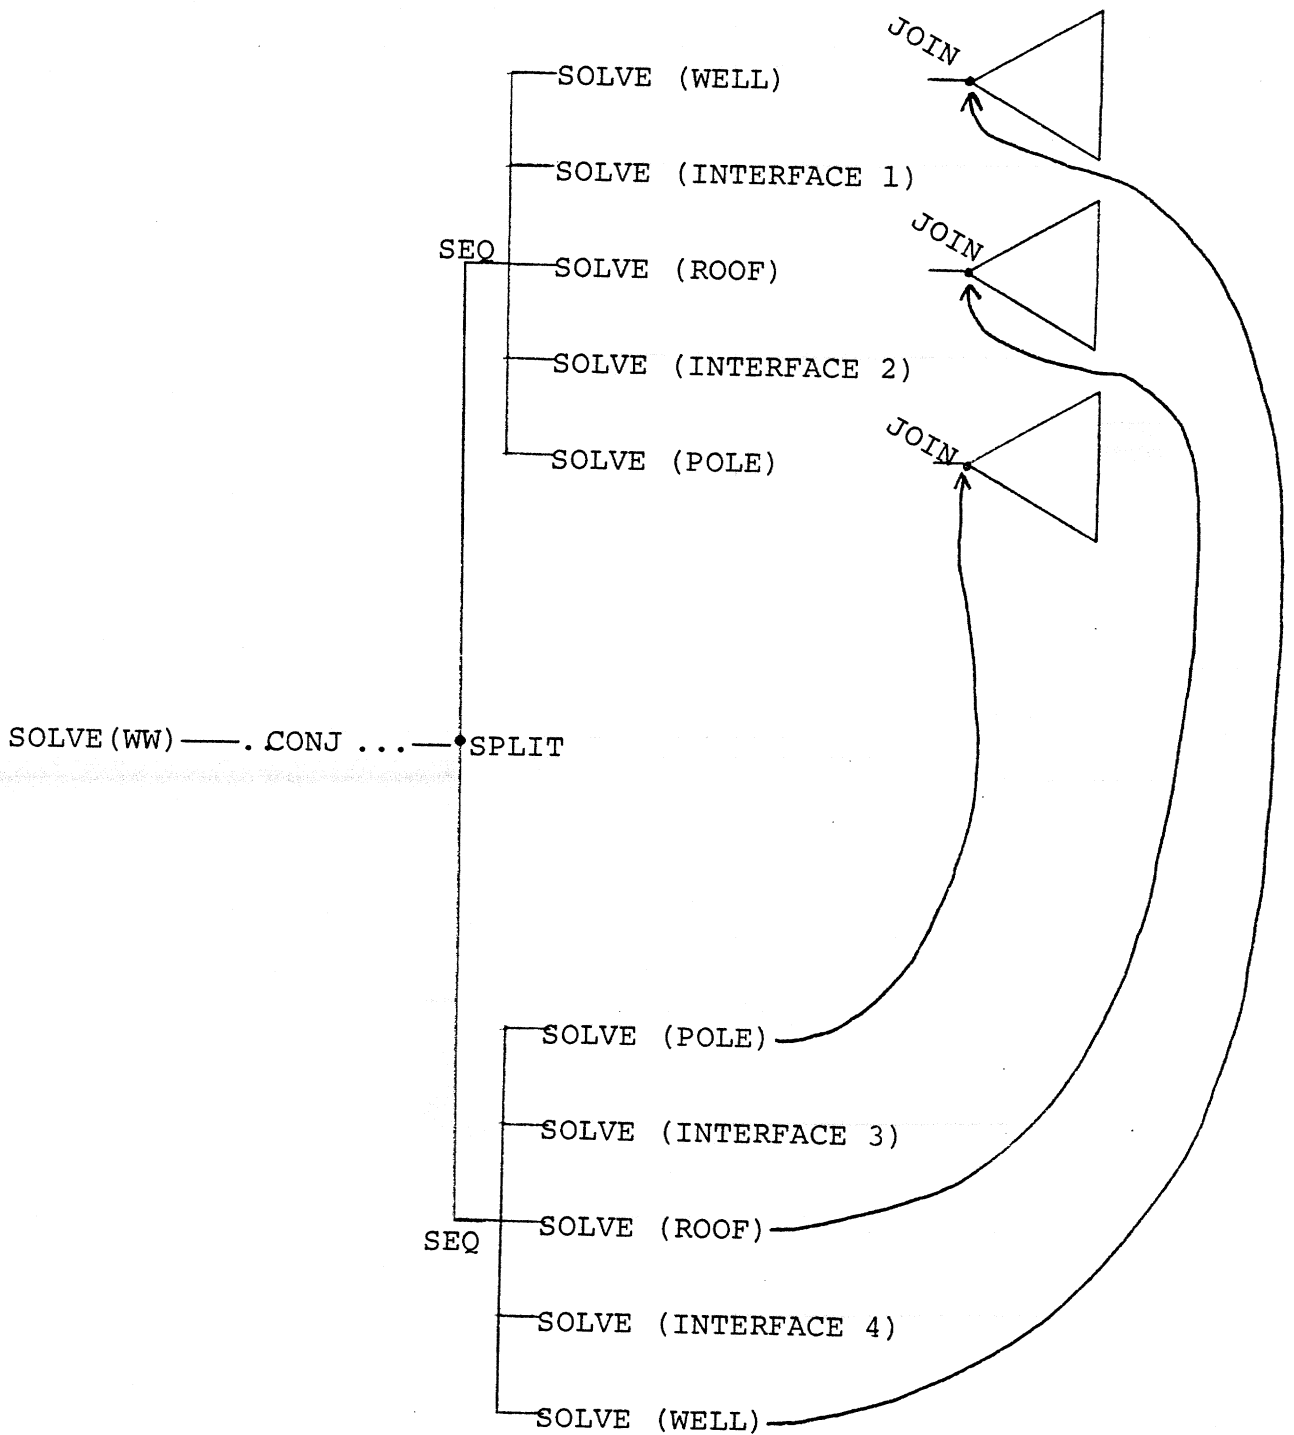 JOIN
SOLVE (WELL)
SOLVE (INTERFACE 1)
JOIN
SEQ
SOLVE (ROOF)
SOLVE (INTERFACE 2)
JOIN
SOLVE (POLE)
SOLVE(WW) . .CONJ ... SPLIT
SOLVE (POLE)
SOLVE (INTERFACE 3)
SOLVE (ROOF)
SEQ
SOLVE (INTERFACE 4)
SOLVE (WELL)